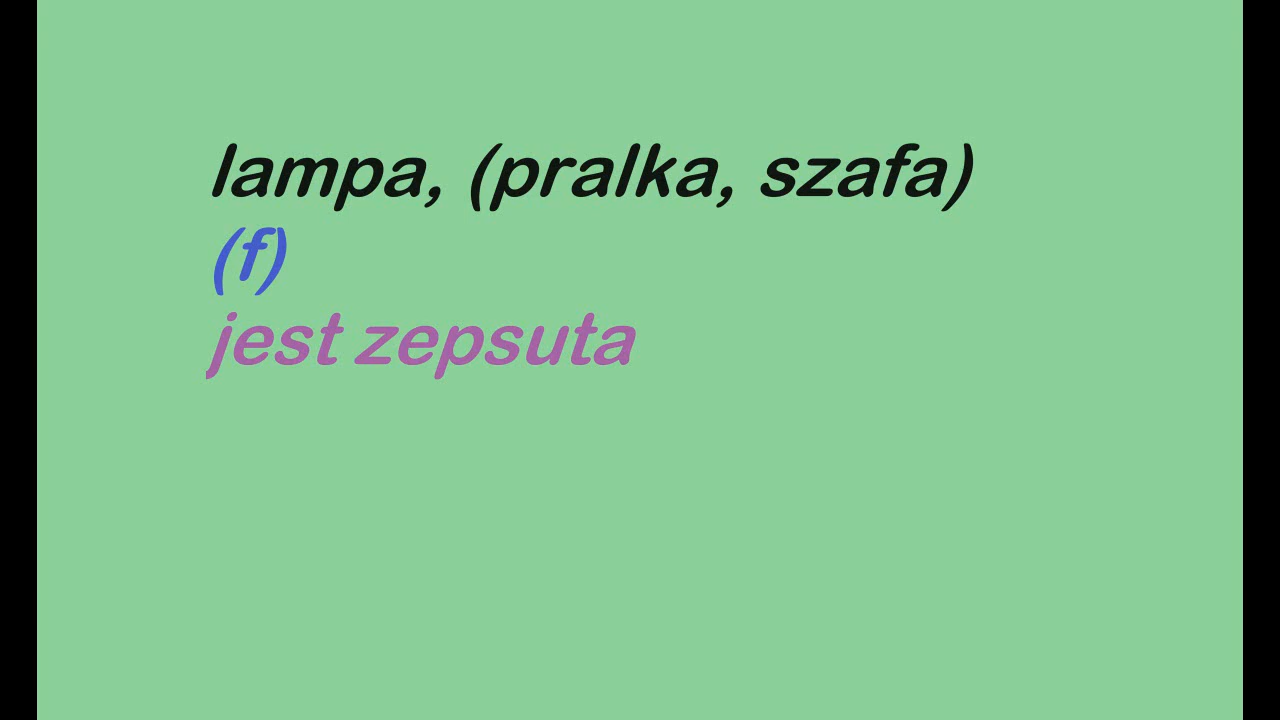 lampa, (pralka, szafa)
(f)
jest zepsuta